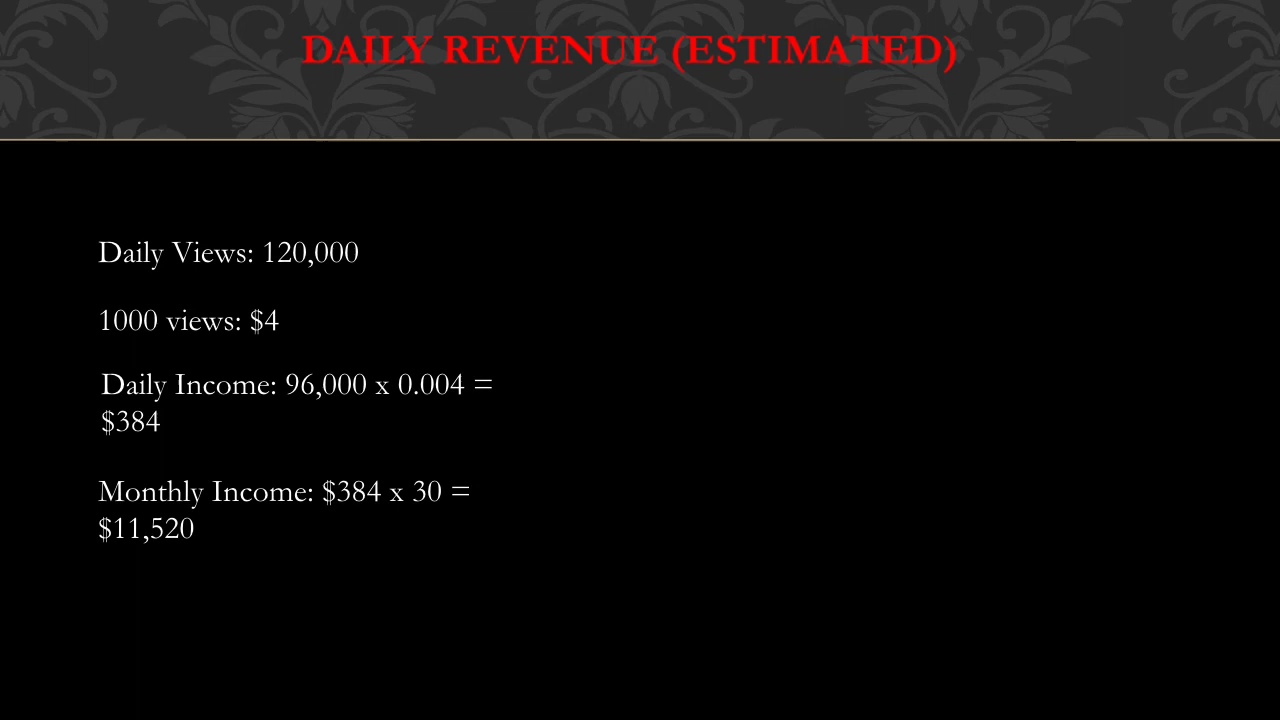 DAILY REVENUE (ESTIMATED)
Daily Views: 120,000
1000 views: $4
Daily Income: 96,000 x 0.004 =
$384
Monthly Income: $384 x 30 =
$11,520